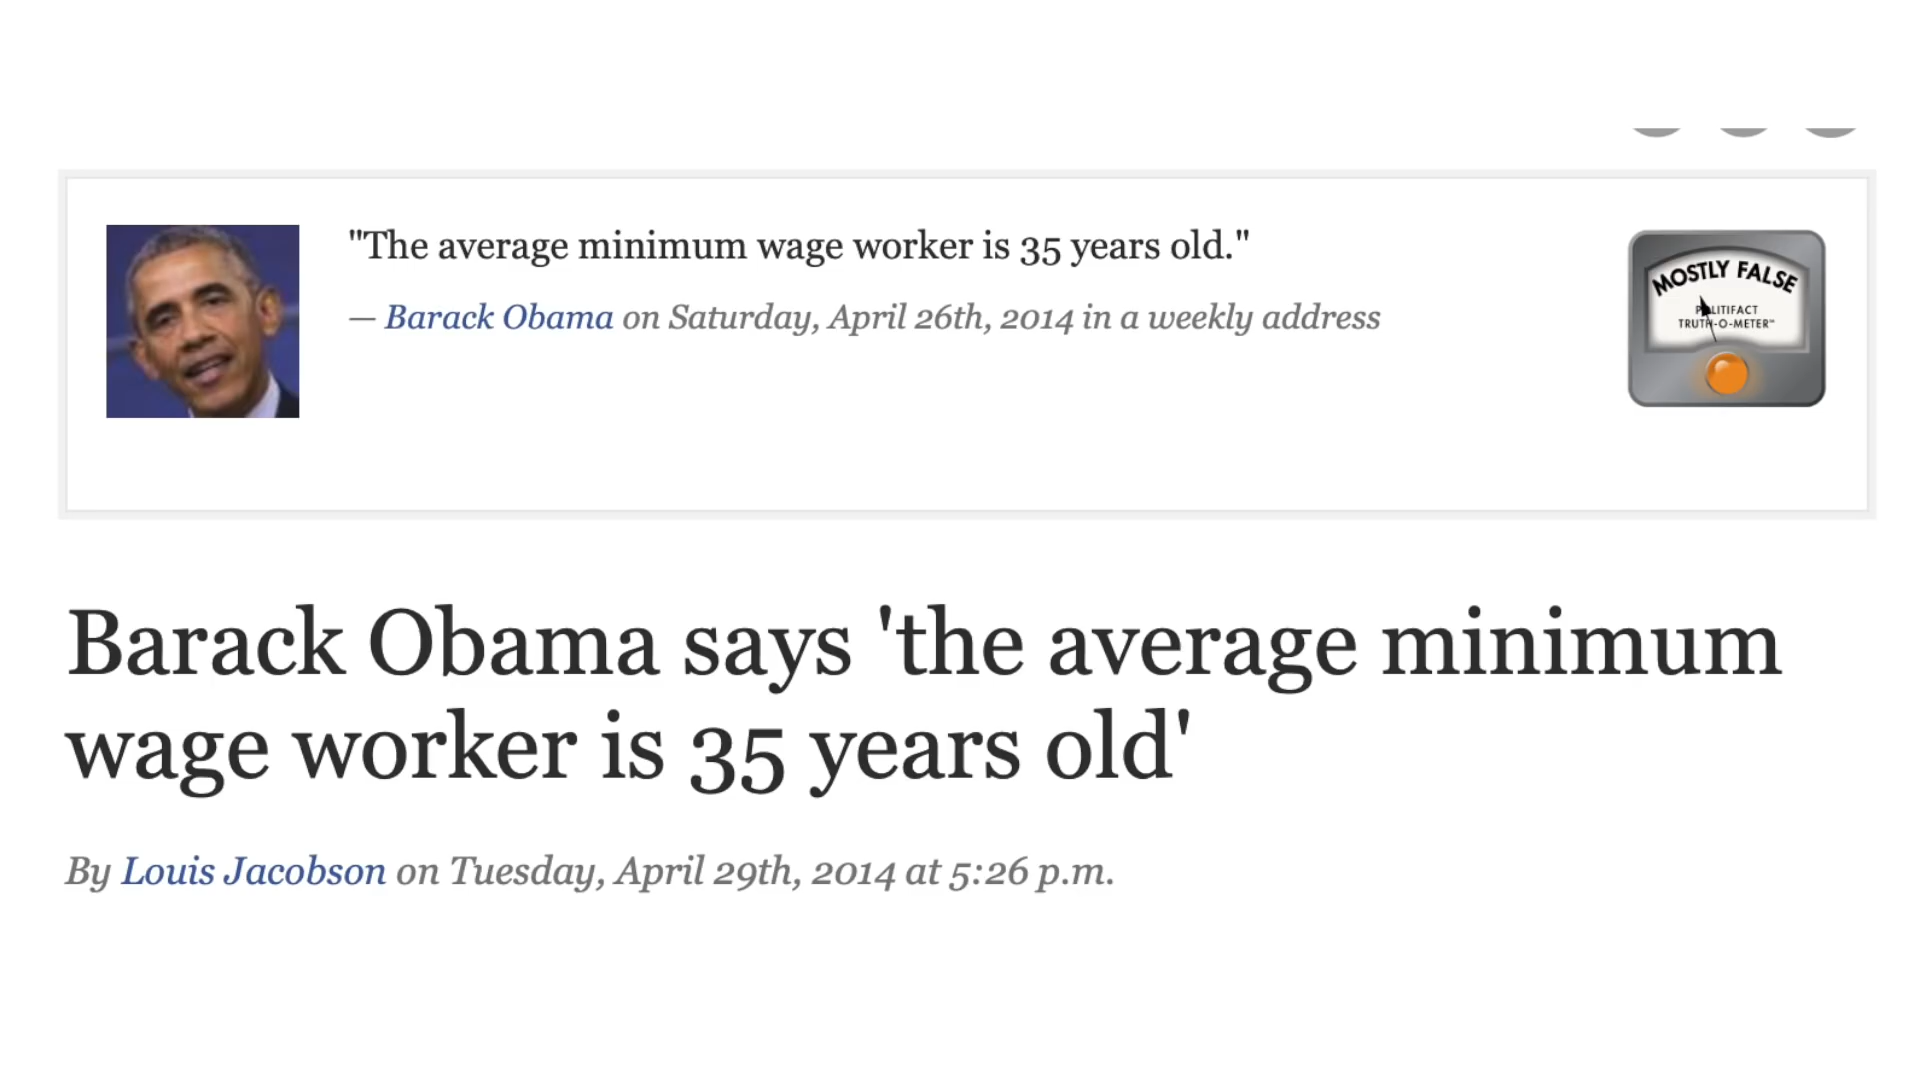 "The average minimum wage worker is 35 years old."
— Barack Obama on Saturday, April 26th, 2014 in a weekly address
MOSTLY FALSE
POLITIFACT
TRUTH-O-METER™
Barack Obama says 'the average minimum
wage worker is 35 years old'
By Louis Jacobson on Tuesday, April 29th, 2014 at 5:26 p.m.